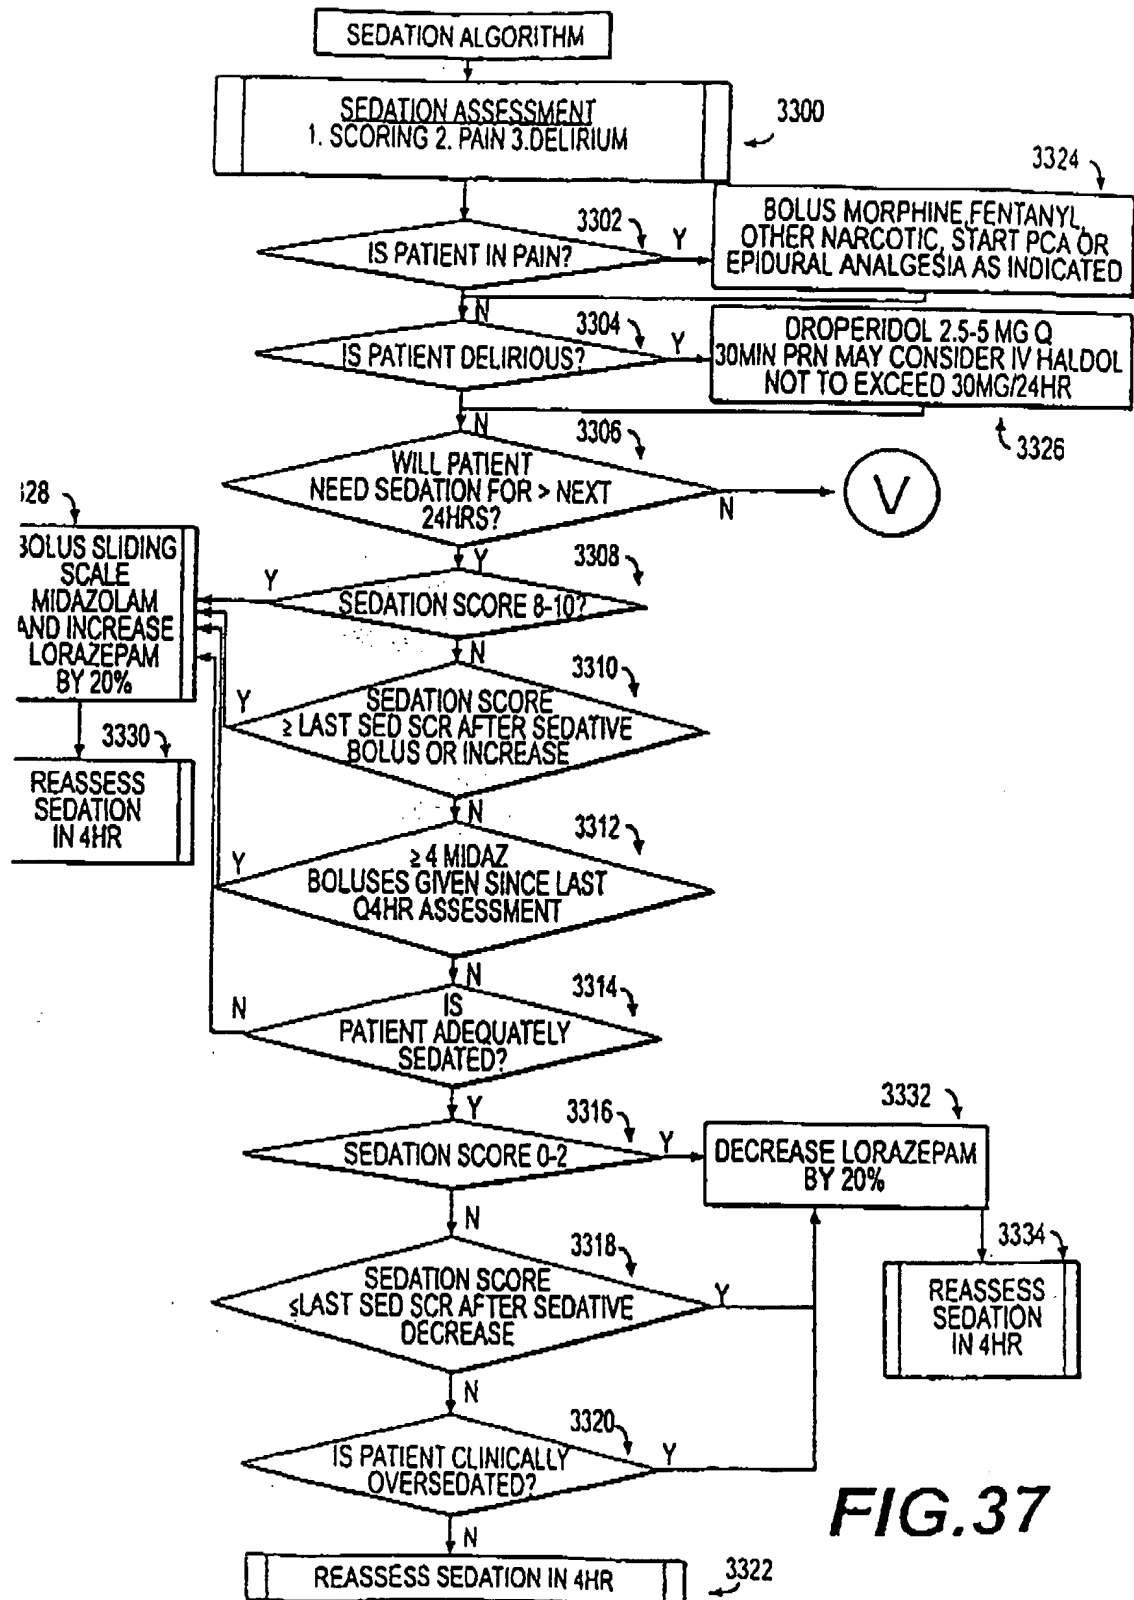 SEDATION ALGORITHM
SEDATION ASSESSMENT
1. SCORING 2. PAIN 3.DELIRIUM
3300
3324
BOLUS MORPHINE,FENTANYL,
OTHER NARCOTIC, START PCA OR
EPIDURAL ANALGESIA AS INDICATED
3302
IS PATIENT IN PAIN?
Y
N
3304
IS PATIENT DELIRIOUS?
Y
DROPERIDOL 2.5-5 MG Q
30MIN PRN MAY CONSIDER IV HALDOL
NOT TO EXCEED 30MG/24HR
3326
N
3306
WILL PATIENT
NEED SEDATION FOR > NEXT
24HRS?
N
V
Y
328
BOLUS SLIDING
SCALE
MIDAZOLAM
AND INCREASE
LORAZEPAM
BY 20%
3308
SEDATION SCORE 8-10?
Y
N
3310
SEDATION SCORE
≥ LAST SED SCR AFTER SEDATIVE
BOLUS OR INCREASE
Y
N
3330
REASSESS
SEDATION
IN 4HR
3312
≥ 4 MIDAZ
BOLUSES GIVEN SINCE LAST
Q4HR ASSESSMENT
Y
N
3314
IS
PATIENT ADEQUATELY
SEDATED?
N
Y
3316
SEDATION SCORE 0-2
Y
3332
DECREASE LORAZEPAM
BY 20%
N
3318
SEDATION SCORE
≤LAST SED SCR AFTER SEDATIVE
DECREASE
Y
3334
REASSESS
SEDATION
IN 4HR
N
3320
IS PATIENT CLINICALLY
OVERSEDATED?
Y
N
REASSESS SEDATION IN 4HR
3322
FIG.37